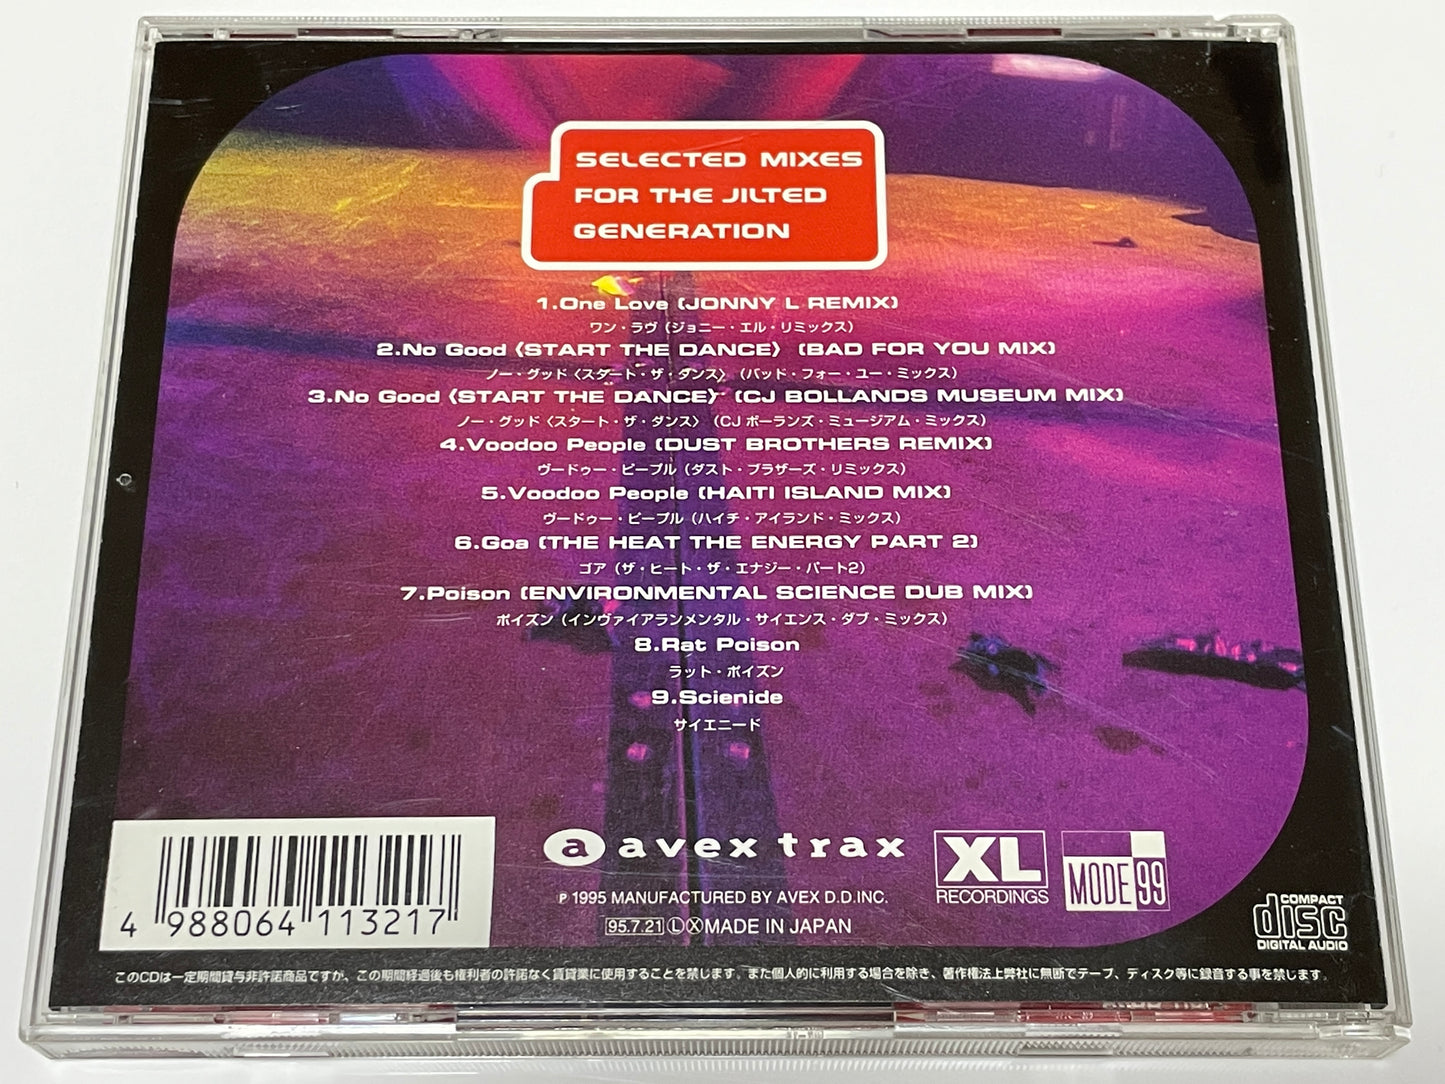 SELECTED MIXES
FOR THE JILTED
GENERATION
1.One Love (JONNY L REMIX)
ワン・ラヴ（ジョニー・エル・リミックス）
2.No Good〈START THE DANCE〉(BAD FOR YOU MIX)
ノー・グッド〈スタート・ザ・ダンス〉（バッド・フォー・ユー・ミックス）
3.No Good〈START THE DANCE〉(CJ BOLLANDS MUSEUM MIX)
ノー・グッド〈スタート・ザ・ダンス〉（CJボーランズ・ミュージアム・ミックス）
4.Voodoo People (DUST BROTHERS REMIX)
ヴードゥー・ピープル（ダスト・ブラザーズ・リミックス）
5.Voodoo People (HAITI ISLAND MIX)
ヴードゥー・ピープル（ハイチ・アイランド・ミックス）
6.Goa (THE HEAT THE ENERGY PART 2)
ゴア（ザ・ヒート・ザ・エナジー・パート2）
7.Poison (ENVIRONMENTAL SCIENCE DUB MIX)
ポイズン（インヴァイアランメンタル・サイエンス・ダブ・ミックス）
8.Rat Poison
ラット・ポイズン
9.Scienide
サイエニード
a avex trax
XL
RECORDINGS
MODE 99
℗ 1995 MANUFACTURED BY AVEX D.D.INC.
95.7.21 Ⓛ Ⓧ MADE IN JAPAN
4 988064 113217
COMPACT
disc
DIGITAL AUDIO
このCDは一定期間貸与非許諾商品ですが、この期間経過後も権利者の許諾なく賃貸業に使用することを禁じます。また個人的に利用する場合を除き、著作権法上弊社に無断でテープ、ディスク等に録音する事を禁じます。